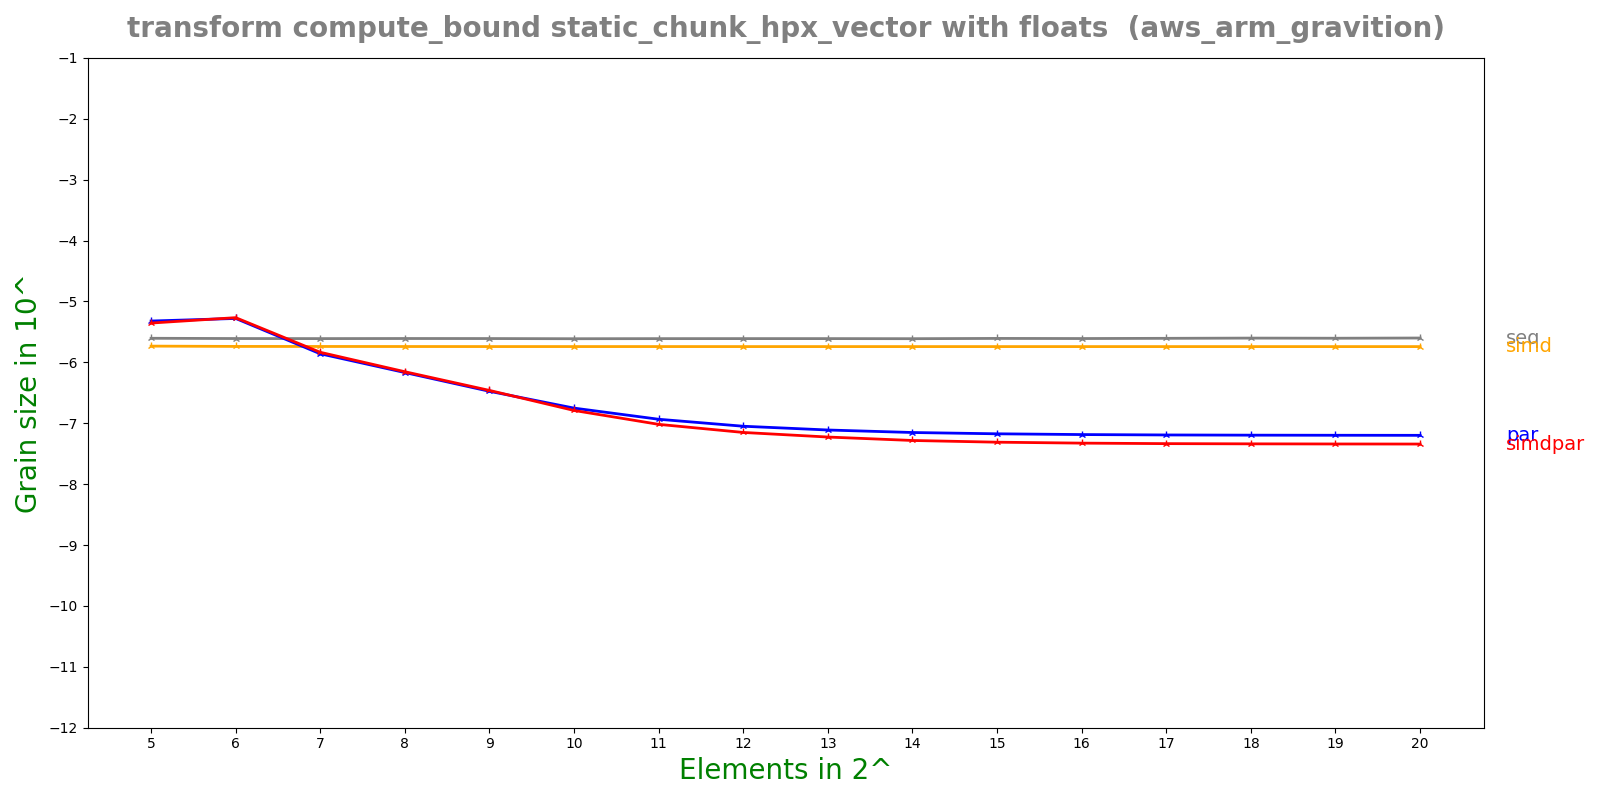 transform compute_bound static_chunk_hpx_vector with floats (aws_arm_gravition)
−1
−2
−3
−4
−5
−6
−7
−8
−9
−10
−11
−12
Grain size in 10^
seq
simd
par
simdpar
5 6 7 8 9 10 11 12 13 14 15 16 17 18 19 20
Elements in 2^